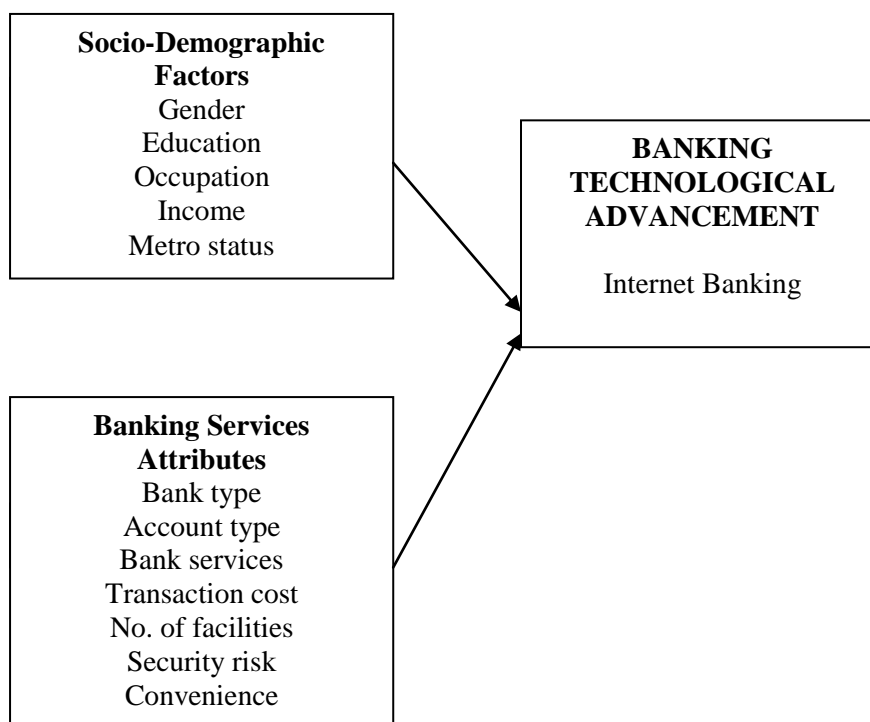 Socio-Demographic
Factors
Gender
Education
Occupation
Income
Metro status
BANKING
TECHNOLOGICAL
ADVANCEMENT
Internet Banking
Banking Services
Attributes
Bank type
Account type
Bank services
Transaction cost
No. of facilities
Security risk
Convenience